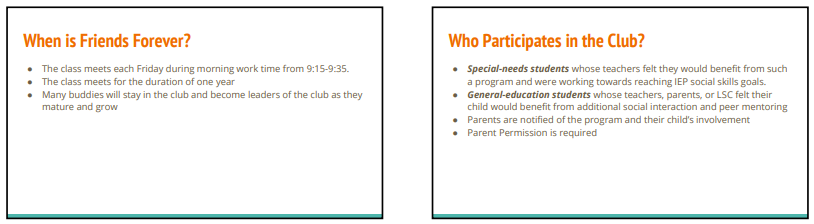 When is Friends Forever?
● The class meets each Friday during morning work time from 9:15-9:35.
● The class meets for the duration of one year
● Many buddies will stay in the club and become leaders of the club as they
mature and grow
Who Participates in the Club?
● Special-needs students whose teachers felt they would benefit from such
a program and were working towards reaching IEP social skills goals.
● General-education students whose teachers, parents, or LSC felt their
child would benefit from additional social interaction and peer mentoring
● Parents are notified of the program and their child's involvement
● Parent Permission is required